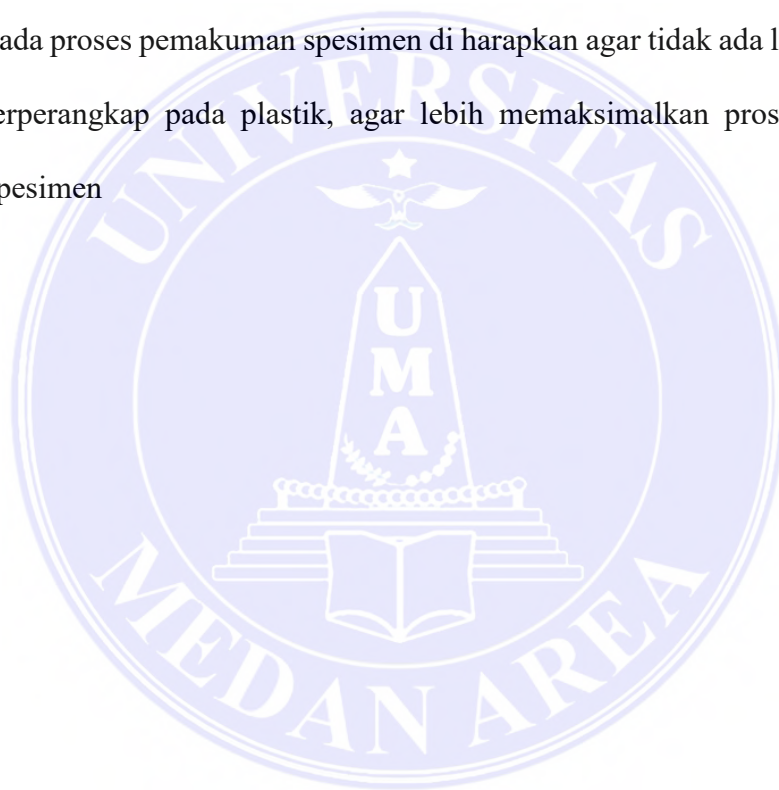 ada proses pemakuman spesimen di harapkan agar tidak ada l
erperangkap pada plastik, agar lebih memaksimalkan pros
pesimen
UNIVERSITAS
UMA
MEDAN AREA